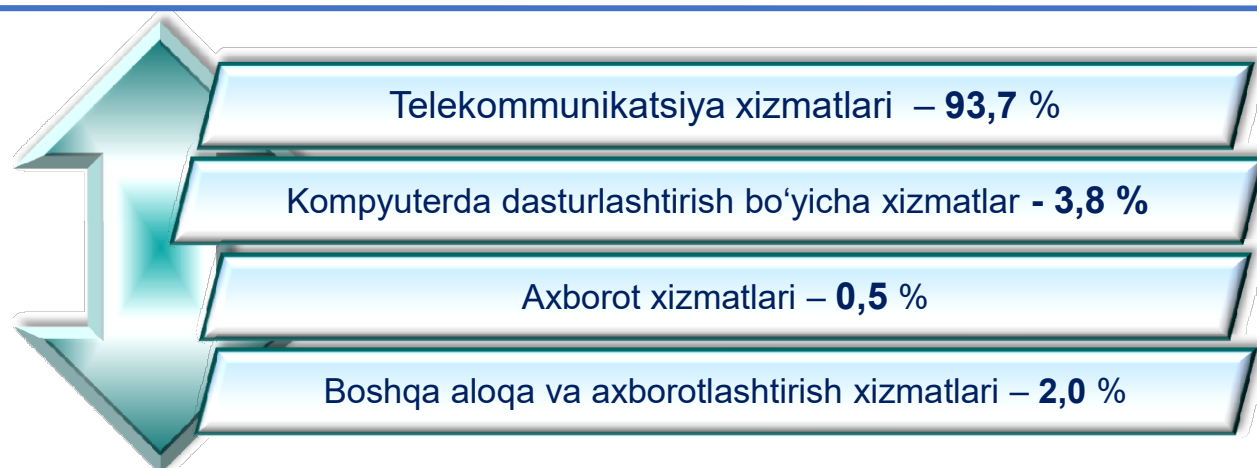 Telekommunikatsiya xizmatlari – 93,7 %
Kompyuterda dasturlashtirish bo‘yicha xizmatlar - 3,8 %
Axborot xizmatlari – 0,5 %
Boshqa aloqa va axborotlashtirish xizmatlari – 2,0 %